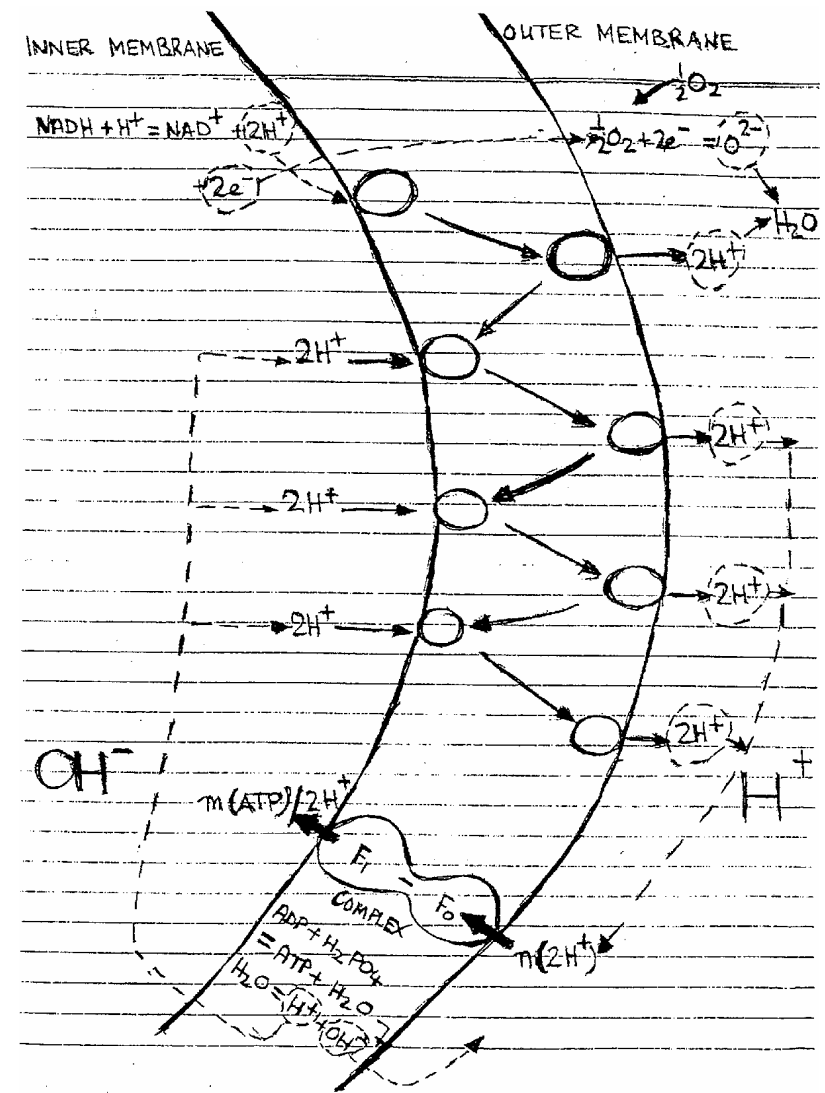 INNER MEMBRANE
OUTER MEMBRANE
½O₂
NADH + H⁺ = NAD⁺ + 2H⁺
+2e⁻
½O₂ + 2e⁻ = O²⁻
H₂O
2H⁺
2H⁺
2H⁺
2H⁺
2H⁺
2H⁺
2H⁺
OH⁻
H⁺
m(ATP)/2H⁺
F₁ – F₀
COMPLEX
n(2H⁺)
ADP + H₂PO₄
= ATP + H₂O
H₂O = H⁺ + OH⁻